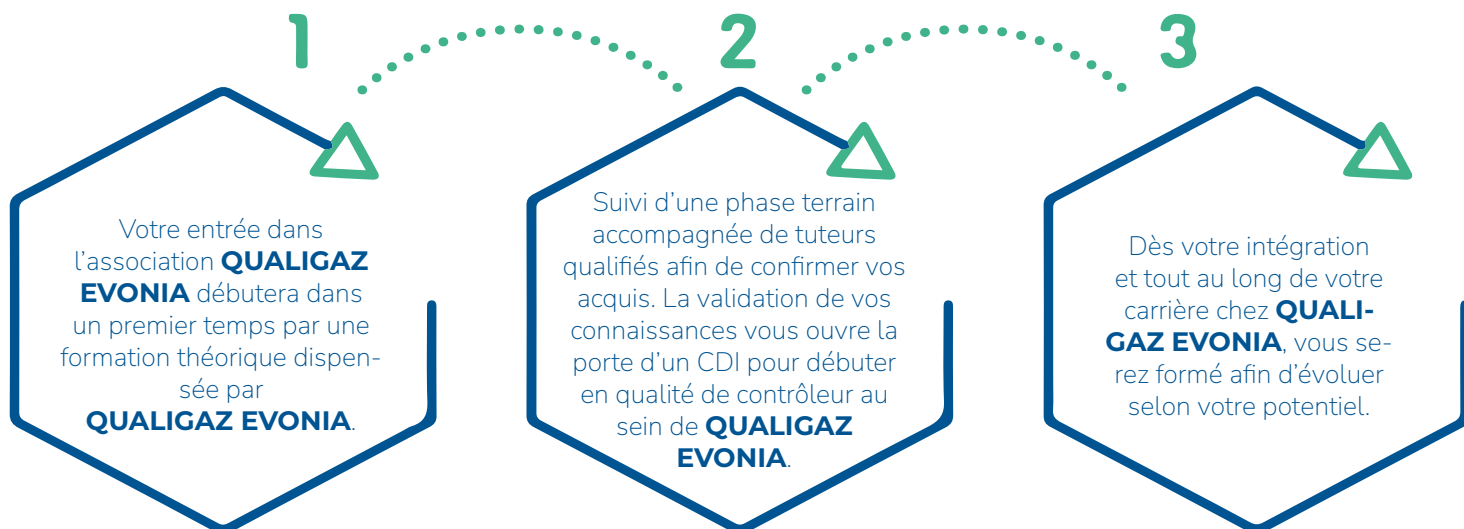 1
Votre entrée dans
l’association QUALIGAZ
EVONIA débutera dans
un premier temps par une
formation théorique dispen-
sée par
QUALIGAZ EVONIA.
2
Suivi d’une phase terrain
accompagnée de tuteurs
qualifiés afin de confirmer vos
acquis. La validation de vos
connaissances vous ouvre la
porte d’un CDI pour débuter
en qualité de contrôleur au
sein de QUALIGAZ
EVONIA.
3
Dès votre intégration
et tout au long de votre
carrière chez QUALI-
GAZ EVONIA, vous se-
rez formé afin d’évoluer
selon votre potentiel.